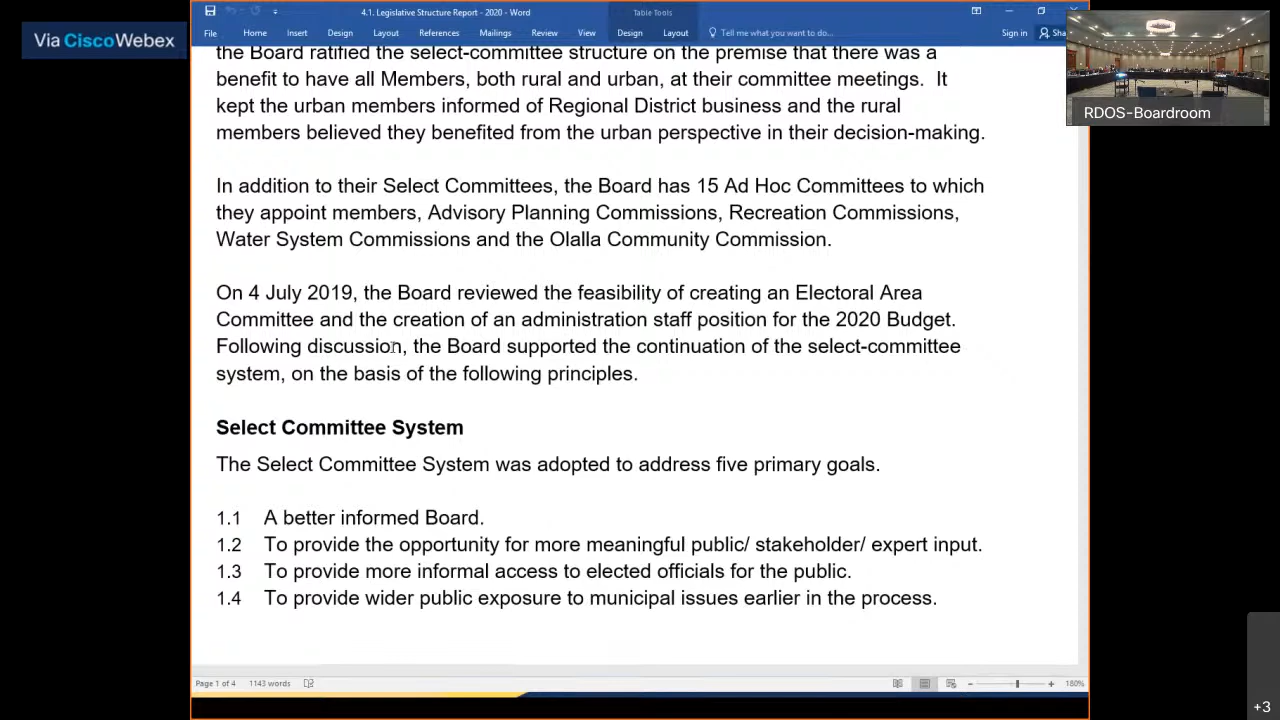 Via CiscoWebex
4.1. Legislative Structure Report - 2020 - Word
Table Tools
File Home Insert Design Layout References Mailings Review View Design Layout Tell me what you want to do... Sign in Sha
RDOS-Boardroom
the Board ratified the select-committee structure on the premise that there was a
benefit to have all Members, both rural and urban, at their committee meetings. It
kept the urban members informed of Regional District business and the rural
members believed they benefited from the urban perspective in their decision-making.
In addition to their Select Committees, the Board has 15 Ad Hoc Committees to which
they appoint members, Advisory Planning Commissions, Recreation Commissions,
Water System Commissions and the Olalla Community Commission.
On 4 July 2019, the Board reviewed the feasibility of creating an Electoral Area
Committee and the creation of an administration staff position for the 2020 Budget.
Following discussion, the Board supported the continuation of the select-committee
system, on the basis of the following principles.
Select Committee System
The Select Committee System was adopted to address five primary goals.
1.1 A better informed Board.
1.2 To provide the opportunity for more meaningful public/ stakeholder/ expert input.
1.3 To provide more informal access to elected officials for the public.
1.4 To provide wider public exposure to municipal issues earlier in the process.
Page 1 of 4 1143 words 180%
+3